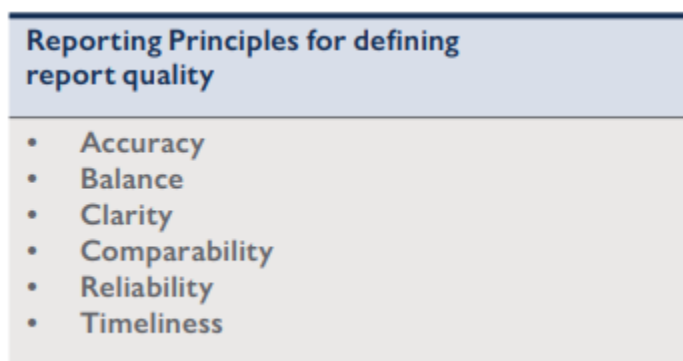 Reporting Principles for defining
report quality
• Accuracy
• Balance
• Clarity
• Comparability
• Reliability
• Timeliness